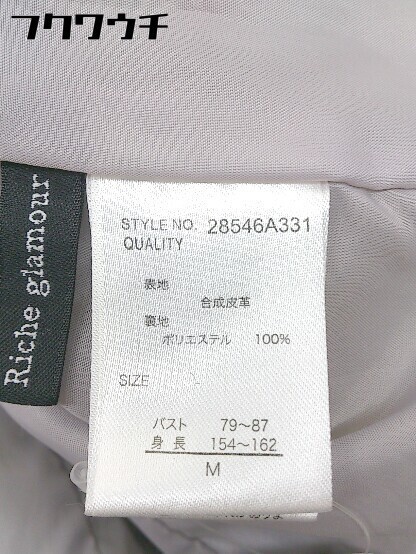 フクワウチ
Riche glamour
STYLE NO. 28546A331
QUALITY
表地
合成皮革
裏地
ポリエステル 100%
SIZE
バスト 79〜87
身長 154〜162
M